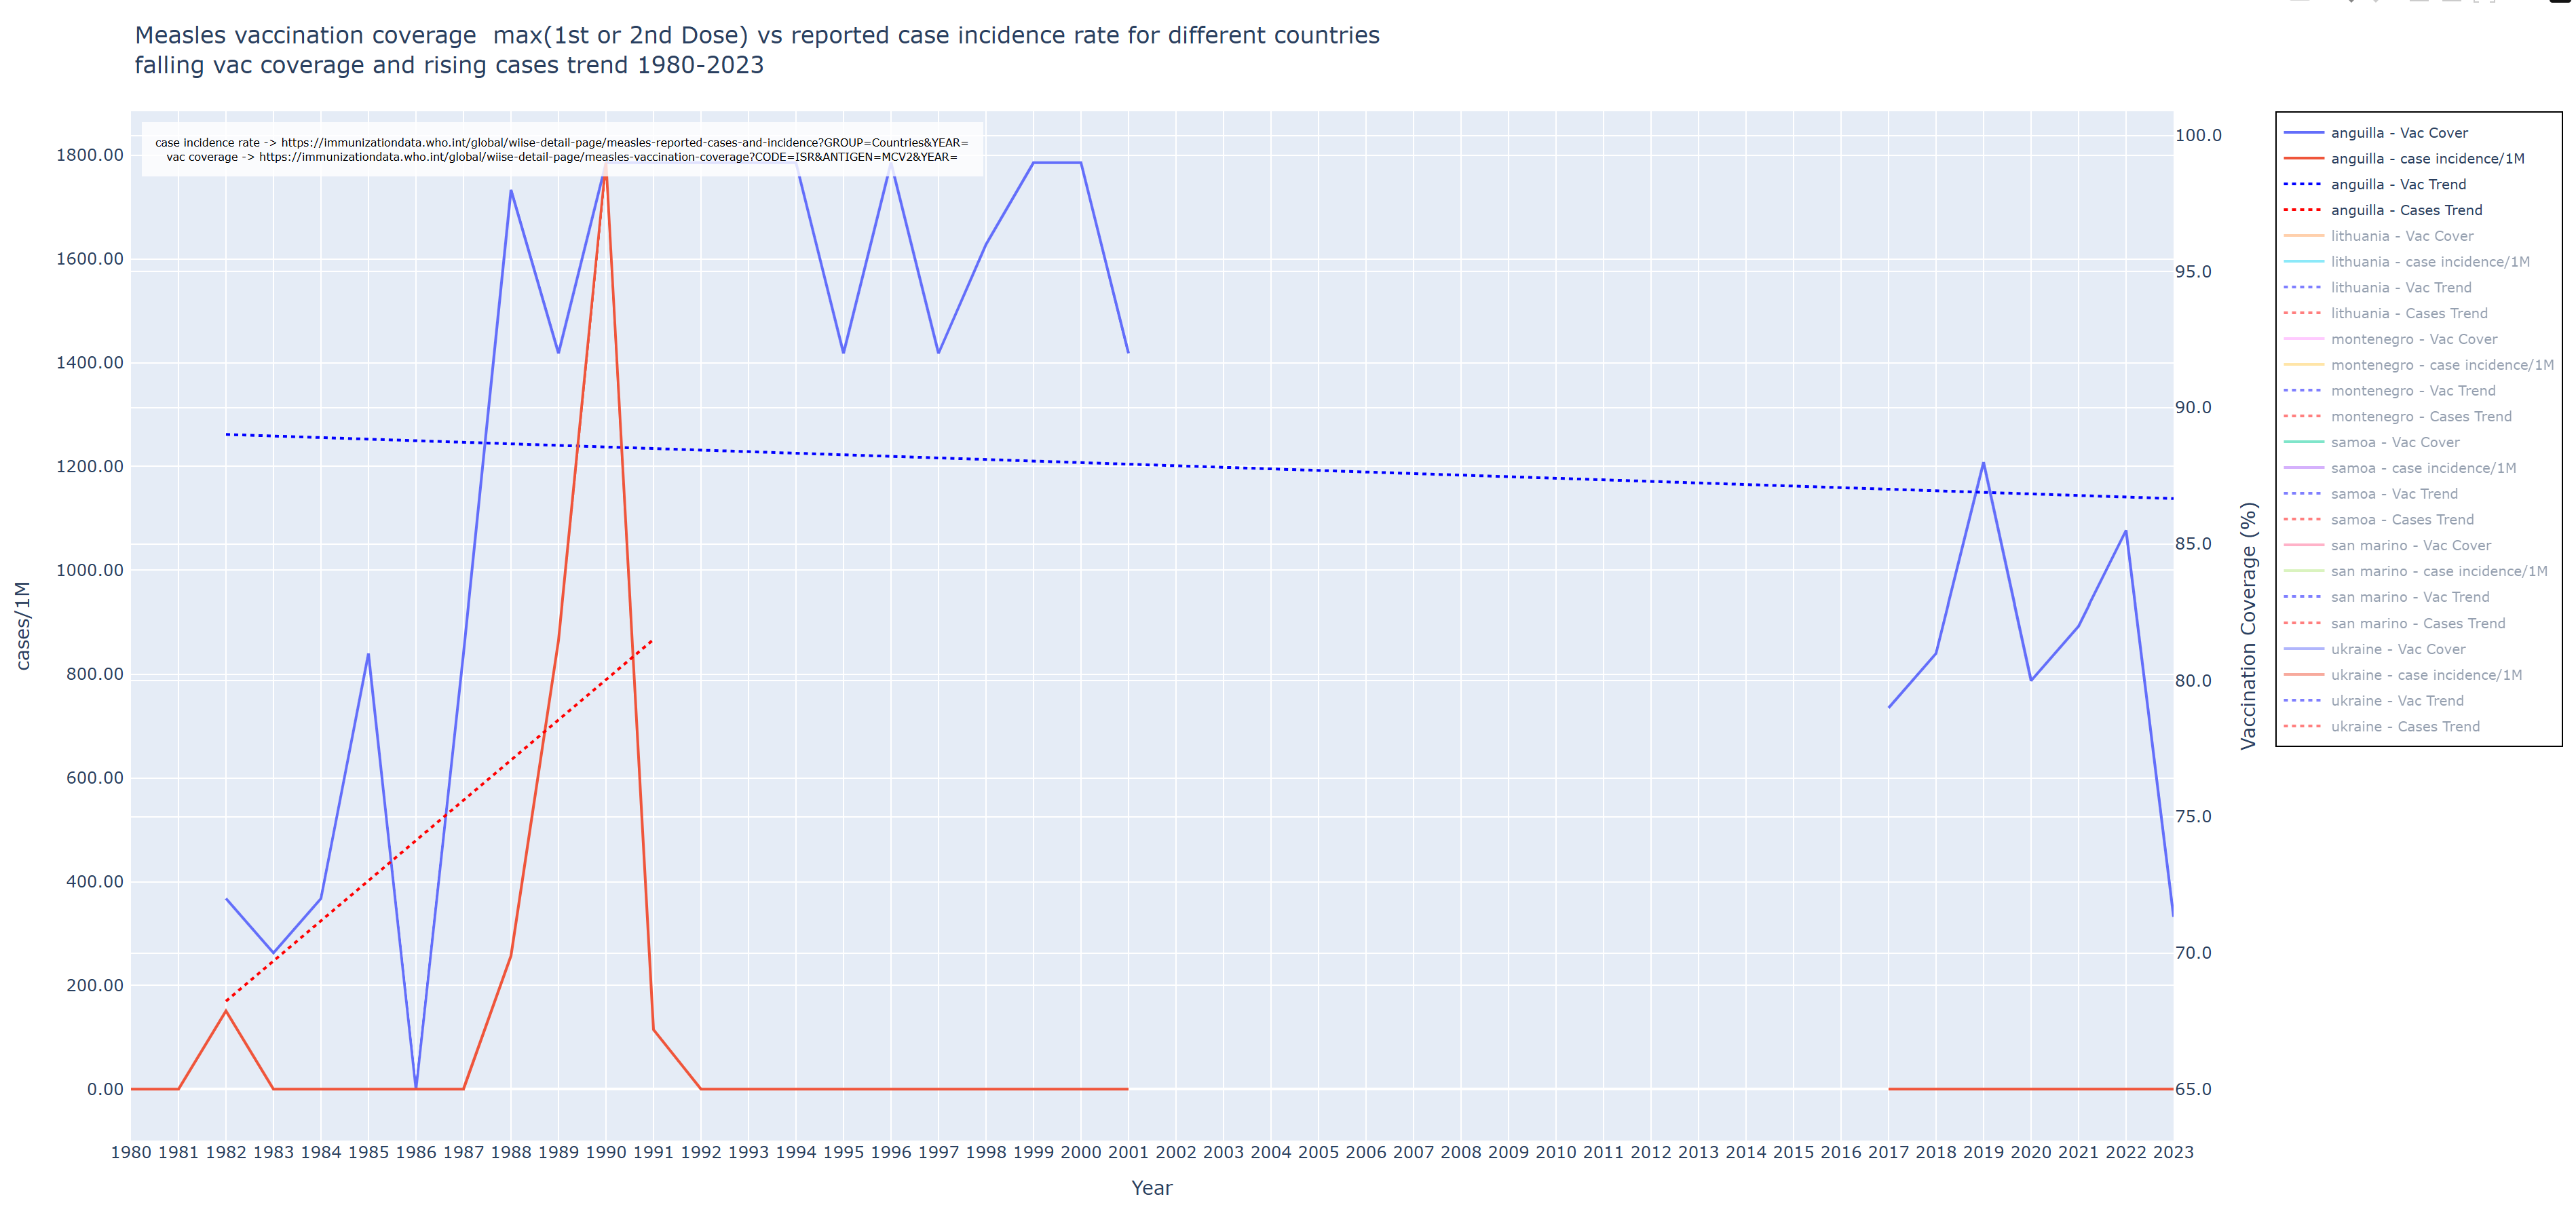 Measles vaccination coverage  max(1st or 2nd Dose) vs reported case incidence rate for different countries
falling vac coverage and rising cases trend 1980-2023
case incidence rate -> https://immunizationdata.who.int/global/wiise-detail-page/measles-reported-cases-and-incidence?GROUP=Countries&YEAR=
vac coverage -> https://immunizationdata.who.int/global/wiise-detail-page/measles-vaccination-coverage?CODE=ISR&ANTIGEN=MCV2&YEAR=
cases/1M
1800.00
1600.00
1400.00
1200.00
1000.00
800.00
600.00
400.00
200.00
0.00
1980 1981 1982 1983 1984 1985 1986 1987 1988 1989 1990 1991 1992 1993 1994 1995 1996 1997 1998 1999 2000 2001 2002 2003 2004 2005 2006 2007 2008 2009 2010 2011 2012 2013 2014 2015 2016 2017 2018 2019 2020 2021 2022 2023
Year
100.0
95.0
90.0
85.0
80.0
75.0
70.0
65.0
Vaccination Coverage (%)
anguilla - Vac Cover
anguilla - case incidence/1M
anguilla - Vac Trend
anguilla - Cases Trend
lithuania - Vac Cover
lithuania - case incidence/1M
lithuania - Vac Trend
lithuania - Cases Trend
montenegro - Vac Cover
montenegro - case incidence/1M
montenegro - Vac Trend
montenegro - Cases Trend
samoa - Vac Cover
samoa - case incidence/1M
samoa - Vac Trend
samoa - Cases Trend
san marino - Vac Cover
san marino - case incidence/1M
san marino - Vac Trend
san marino - Cases Trend
ukraine - Vac Cover
ukraine - case incidence/1M
ukraine - Vac Trend
ukraine - Cases Trend